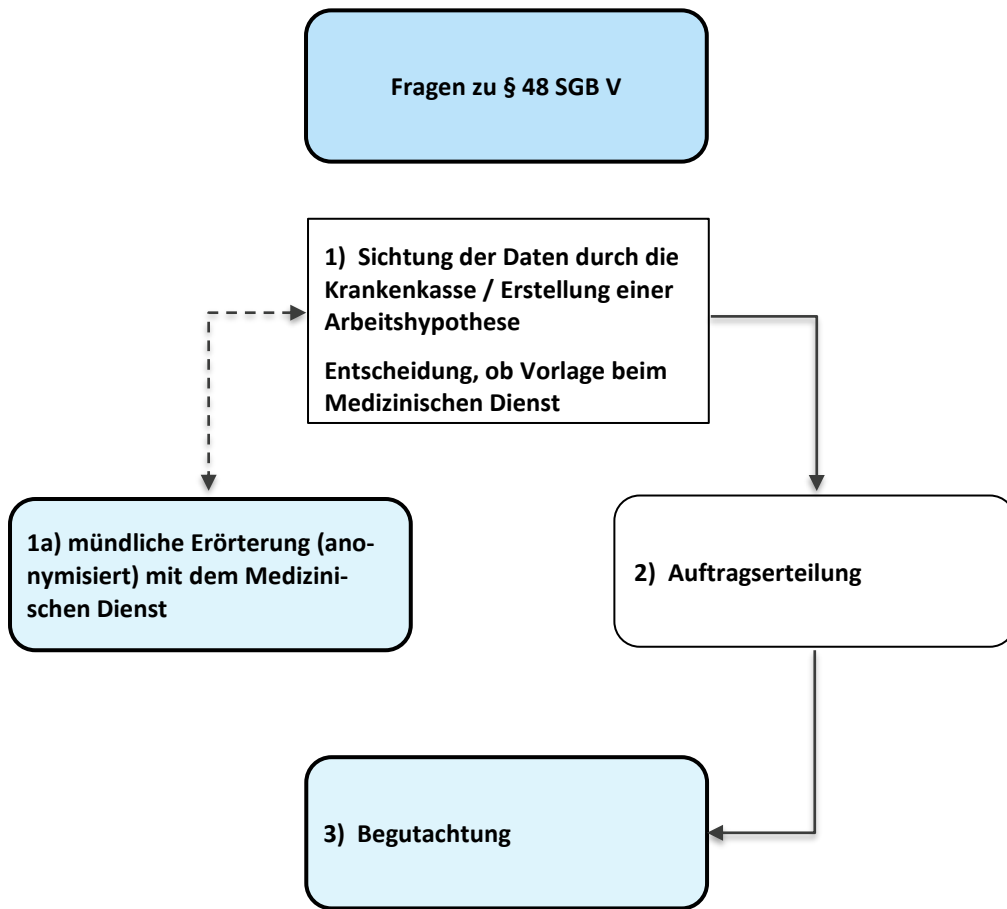 Fragen zu § 48 SGB V
1) Sichtung der Daten durch die
Krankenkasse / Erstellung einer
Arbeitshypothese
Entscheidung, ob Vorlage beim
Medizinischen Dienst
1a) mündliche Erörterung (ano-
nymisiert) mit dem Medizini-
schen Dienst
2) Auftragserteilung
3) Begutachtung